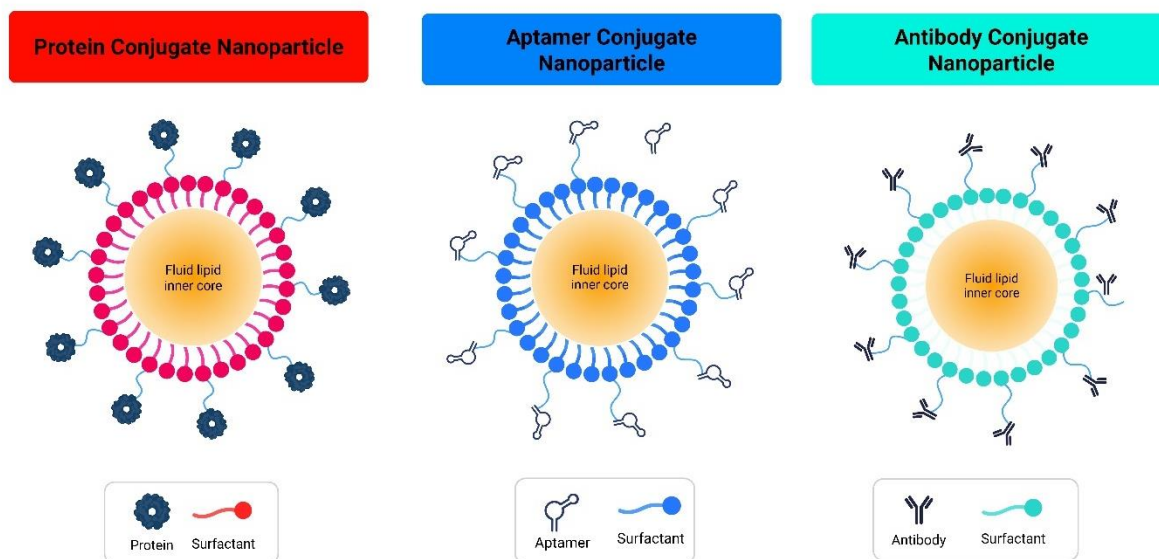 Protein Conjugate Nanoparticle
Aptamer Conjugate
Nanoparticle
Antibody Conjugate
Nanoparticle
Fluid lipid
inner core
Fluid lipid
inner core
Fluid lipid
inner core
Protein
Surfactant
Aptamer
Surfactant
Antibody
Surfactant